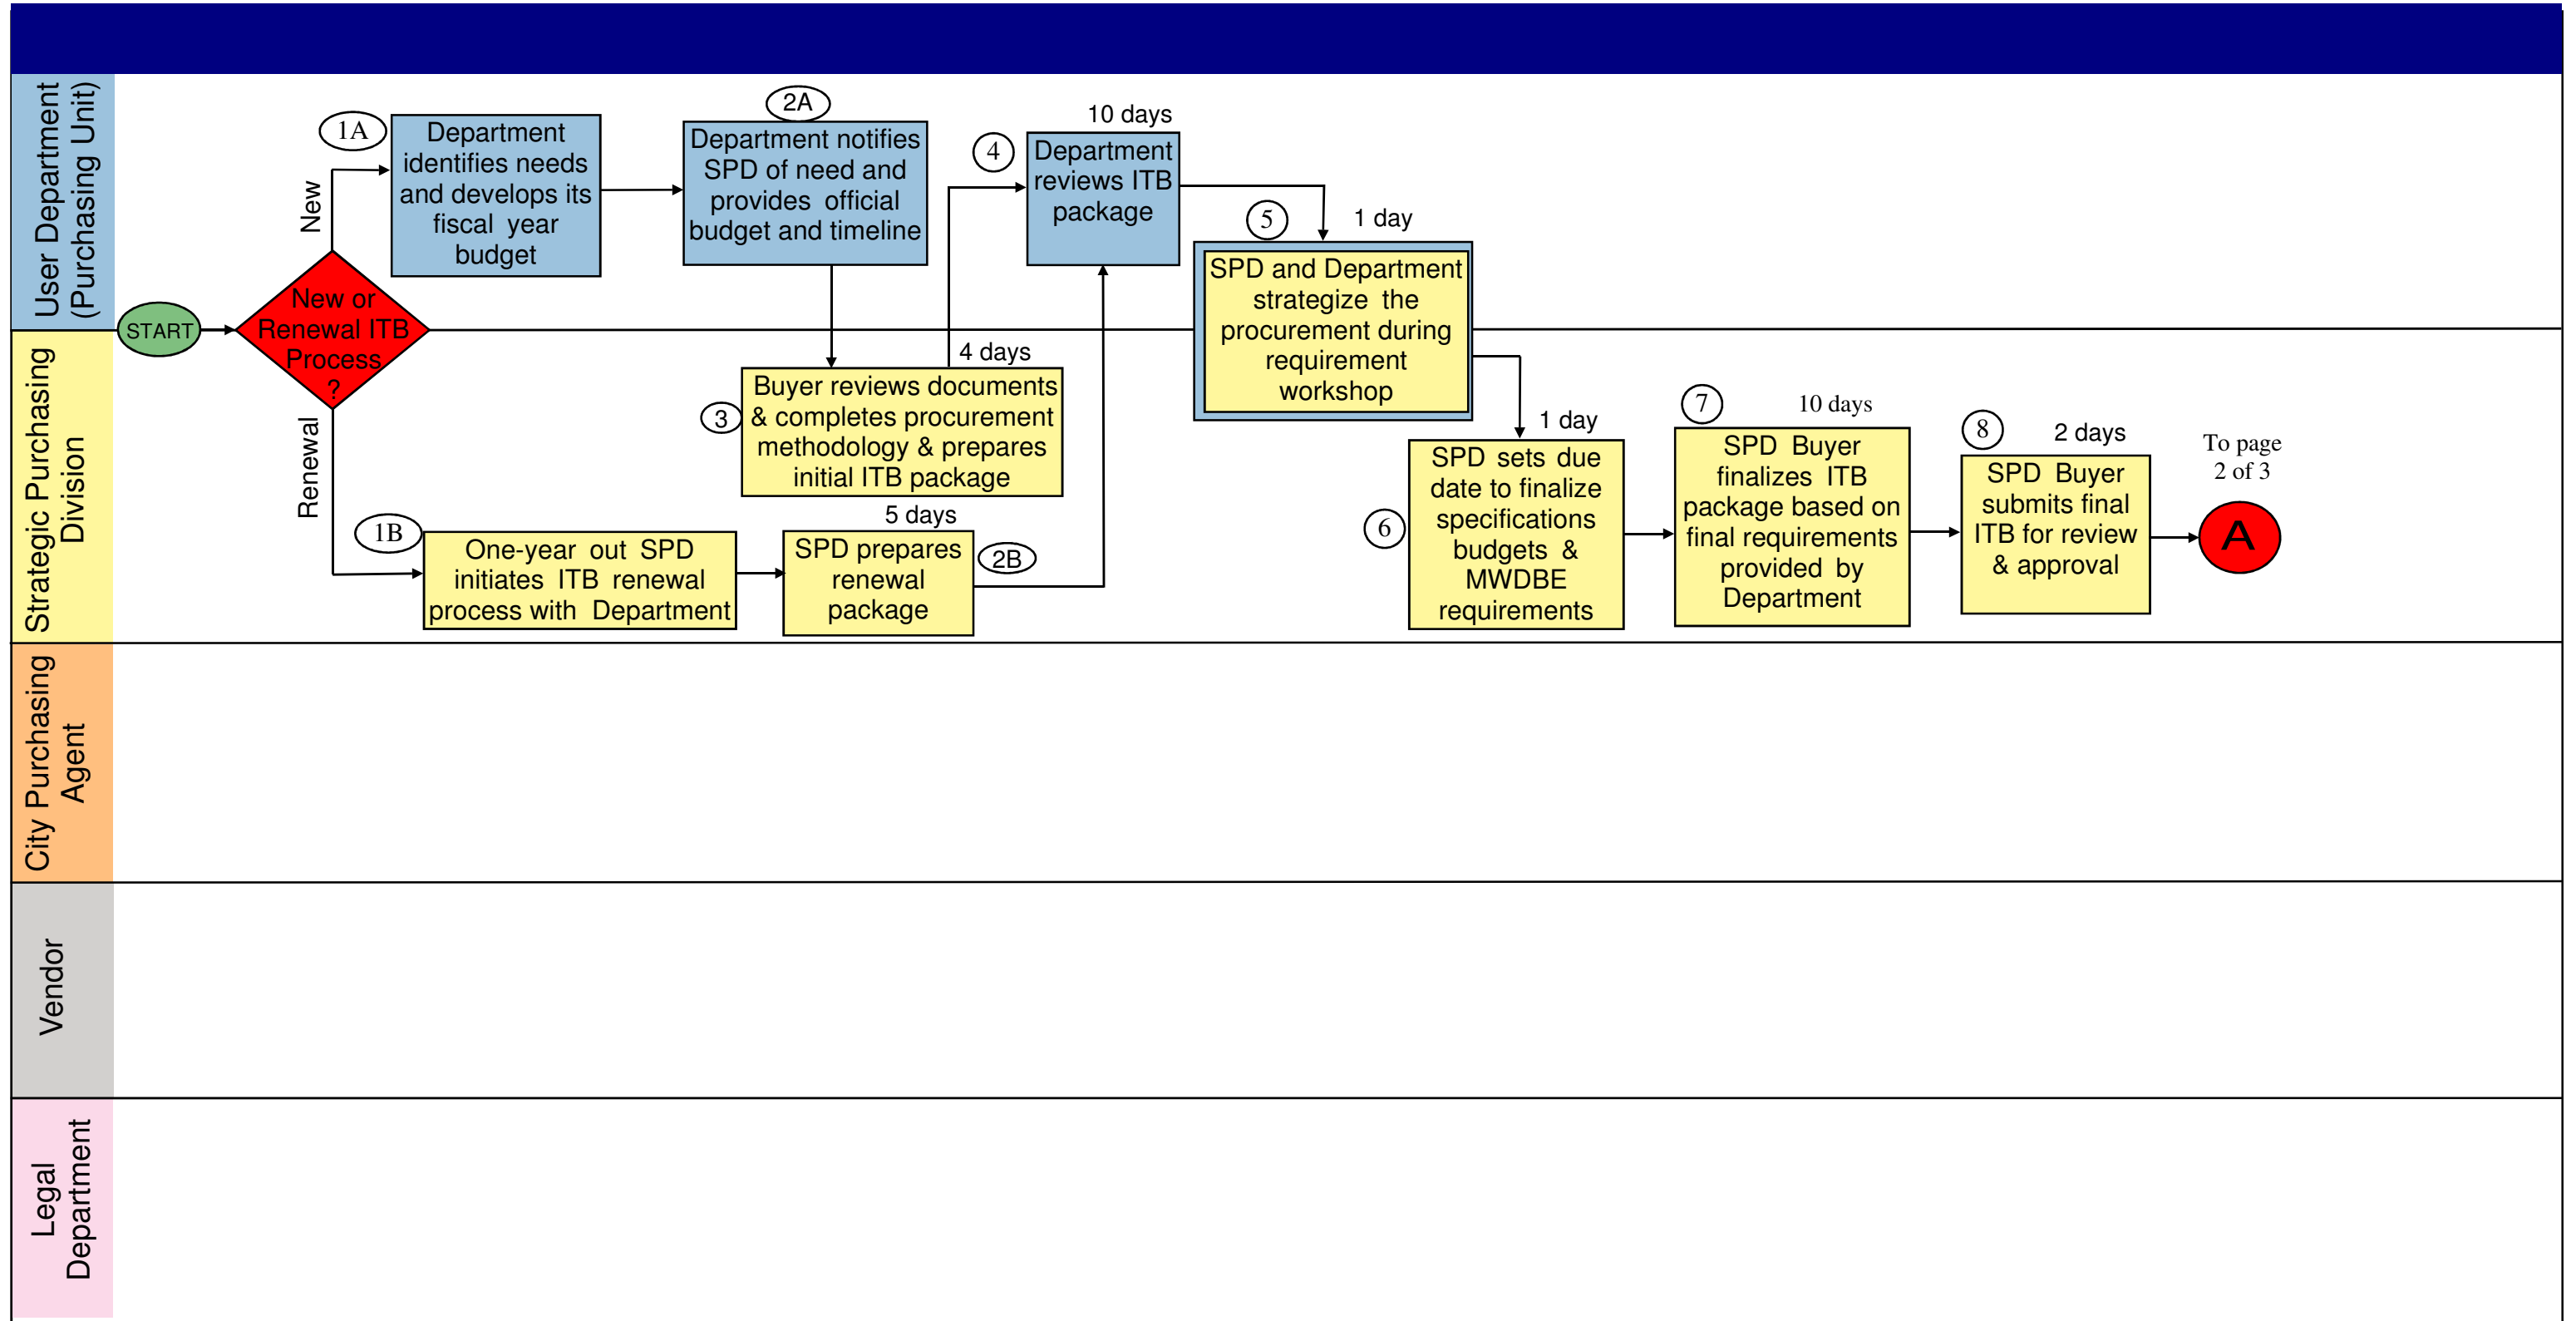 User Department
(Purchasing Unit)
Strategic Purchasing
Division
City Purchasing
Agent
Vendor
Legal
Department
START
New or
Renewal ITB
Process
?
New
Renewal
1A
Department
identifies needs
and develops its
fiscal year
budget
2A
Department notifies
SPD of need and
provides official
budget and timeline
3
4 days
Buyer reviews documents
& completes procurement
methodology & prepares
initial ITB package
1B
One-year out SPD
initiates ITB renewal
process with Department
5 days
SPD prepares
renewal
package
2B
4
10 days
Department
reviews ITB
package
5
1 day
SPD and Department
strategize the
procurement during
requirement
workshop
6
1 day
SPD sets due
date to finalize
specifications
budgets &
MWDBE
requirements
7
10 days
SPD Buyer
finalizes ITB
package based on
final requirements
provided by
Department
8
2 days
SPD Buyer
submits final
ITB for review
& approval
To page
2 of 3
A